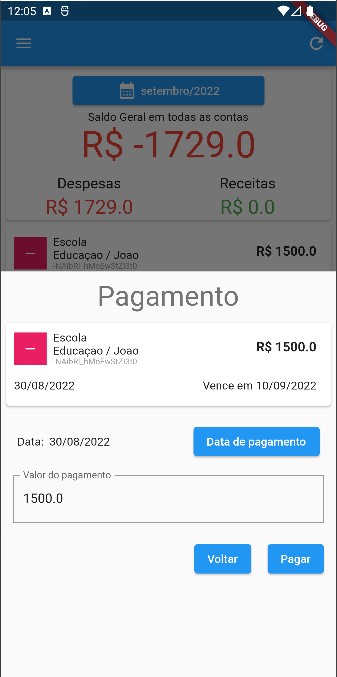 12:05
DEBUG
setembro/2022
Saldo Geral em todas as contas
R$ -1729.0
Despesas
Receitas
R$ 1729.0
R$ 0.0
Escola
Educaçao / Joao
R$ 1500.0
Pagamento
Escola
Educaçao / Joao
R$ 1500.0
30/08/2022
Vence em 10/09/2022
Data: 30/08/2022
Data de pagamento
Valor do pagamento
1500.0
Voltar
Pagar